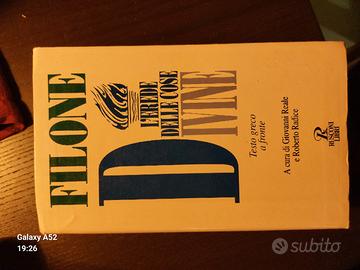 FILONE
L'EREDE
DELLE COSE
DIVINE
Testo greco
a fronte
A cura di Giovanni Reale
e Roberto Radice
R
RUSCONI
LIBRI
Galaxy A52
19:26
subito